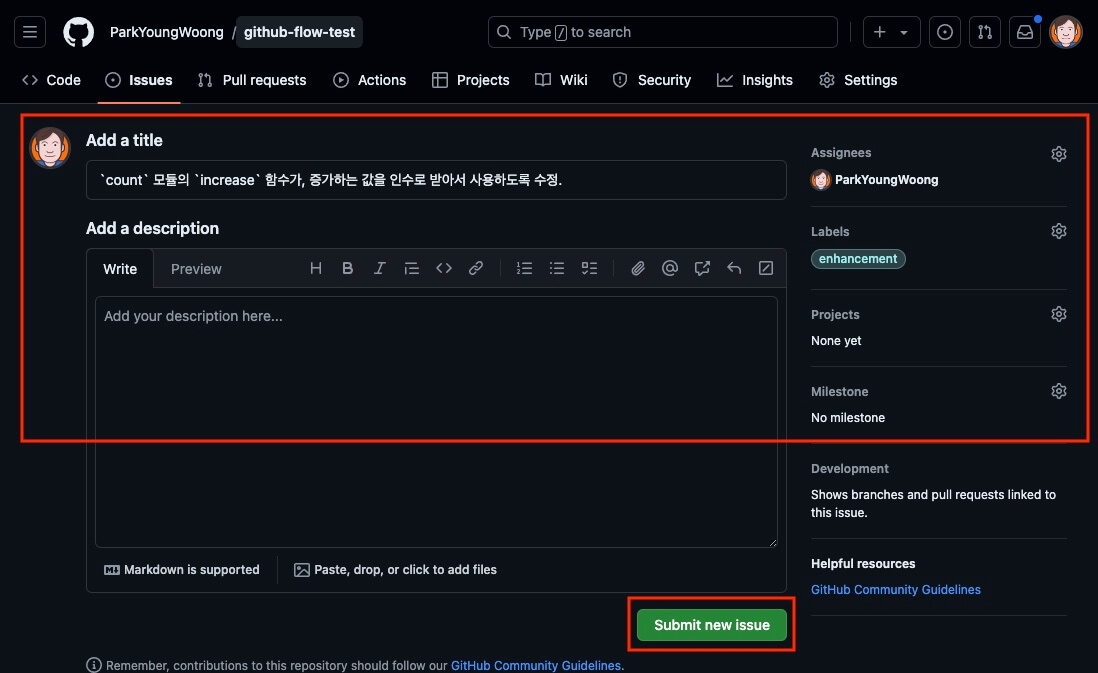 ParkYoungWoong / github-flow-test
Type / to search
Code Issues Pull requests Actions Projects Wiki Security Insights Settings
Add a title
`count` 모듈의 `increase` 함수가, 증가하는 값을 인수로 받아서 사용하도록 수정.
Add a description
Write Preview
Add your description here...
Markdown is supported
Paste, drop, or click to add files
Submit new issue
Remember, contributions to this repository should follow our GitHub Community Guidelines.
Assignees
ParkYoungWoong
Labels
enhancement
Projects
None yet
Milestone
No milestone
Development
Shows branches and pull requests linked to
this issue.
Helpful resources
GitHub Community Guidelines